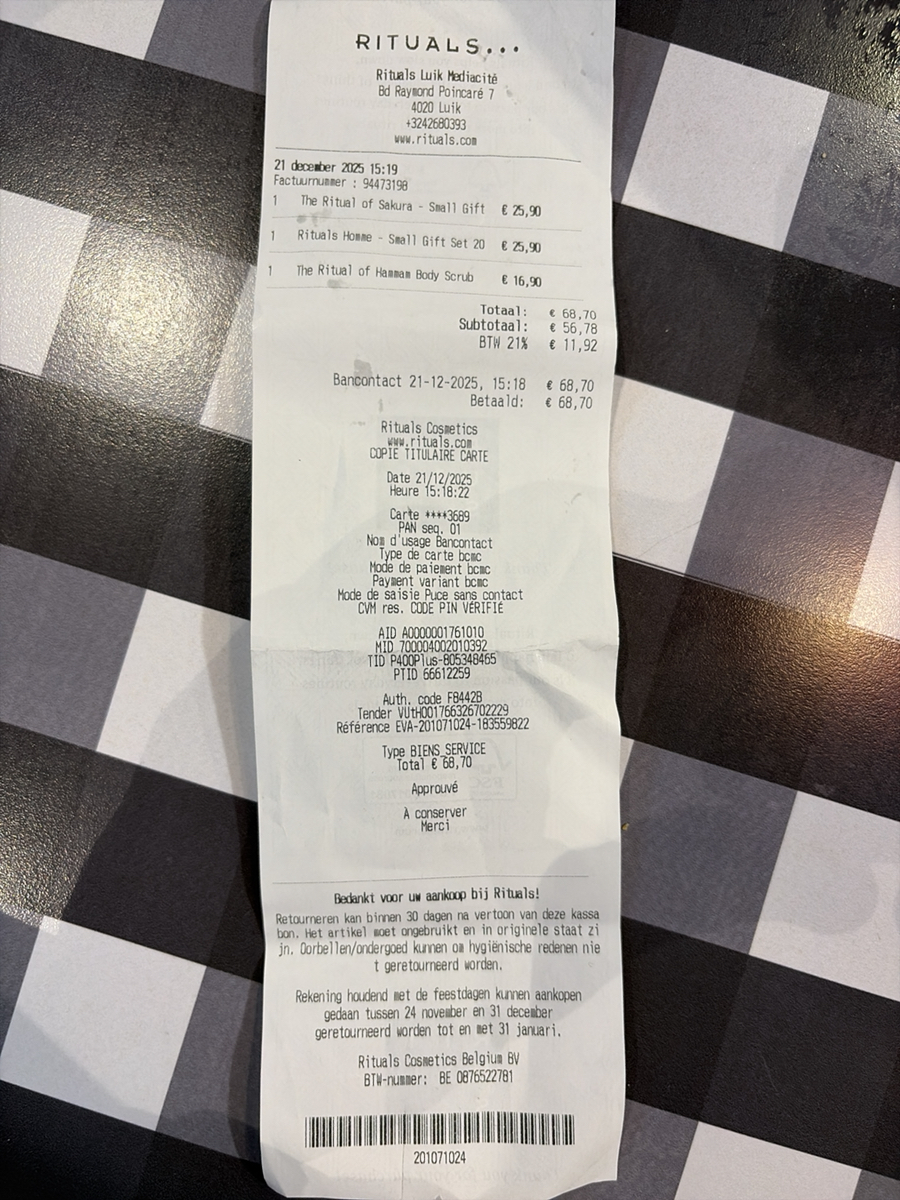 RITUALS...
Rituals Luik Mediacité
Bd Raymond Poincaré 7
4020 Luik
+3242680393
www.rituals.com
21 december 2025 15:19
Factuurnummer : 94473198
1 The Ritual of Sakura - Small Gift € 25,90
1 Rituals Homme - Small Gift Set 20 € 25,90
1 The Ritual of Hammam Body Scrub € 16,90
Totaal: € 68,70
Subtotaal: € 56,78
BTW 21% € 11,92
Bancontact 21-12-2025, 15:18 € 68,70
Betaald: € 68,70
Rituals Cosmetics
www.rituals.com
COPIE TITULAIRE CARTE
Date 21/12/2025
Heure 15:18:22
Carte ****3689
PAN seq. 01
Nom d'usage Bancontact
Type de carte bcmc
Mode de paiement bcmc
Payment variant bcmc
Mode de saisie Puce sans contact
CVM res. CODE PIN VÉRIFIÉ
AID A0000001761010
MID 700004002010392
TID P400Plus-805348465
PTID 66612259
Auth. code F8442B
Tender VUtH001766326702229
Référence EVA-201071024-183559822
Type BIENS_SERVICE
Total € 68,70
Approuvé
À conserver
Merci
Bedankt voor uw aankoop bij Rituals!
Retourneren kan binnen 30 dagen na vertoon van deze kassa
bon. Het artikel moet ongebruikt en in originele staat zi
jn. Oorbellen/ondergoed kunnen om hygiënische redenen nie
t geretourneerd worden.
Rekening houdend met de feestdagen kunnen aankopen
gedaan tussen 24 november en 31 december
geretourneerd worden tot en met 31 januari.
Rituals Cosmetics Belgium BV
BTW-nummer: BE 0876522781
201071024